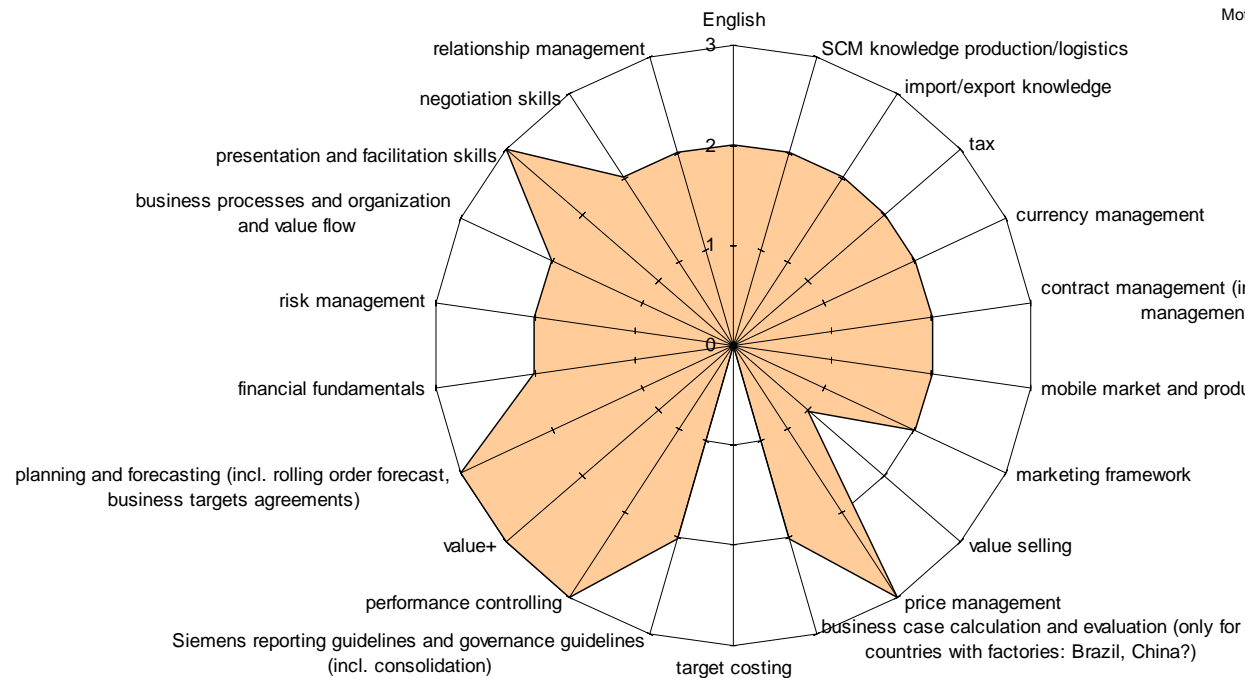 Mot
English
3
relationship management
SCM knowledge production/logistics
import/export knowledge
negotiation skills
tax
2
presentation and facilitation skills
business processes and organization
and value flow
currency management
1
contract management (in
managemen
risk management
0
financial fundamentals
mobile market and produ
planning and forecasting (incl. rolling order forecast,
business targets agreements)
marketing framework
value+
value selling
performance controlling
price management
Siemens reporting guidelines and governance guidelines
(incl. consolidation)
business case calculation and evaluation (only for
countries with factories: Brazil, China?)
target costing